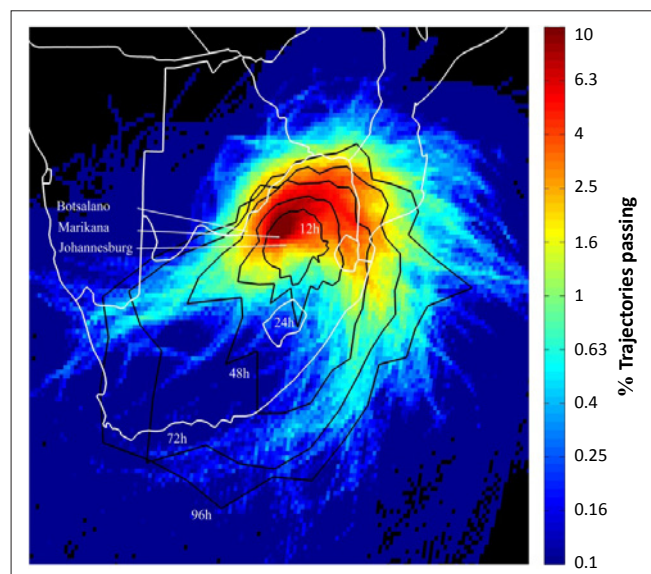 Botsalano
Marikana
Johannesburg
12h
24h
48h
72h
96h
10
6.3
4
2.5
1.6
1
0.63
0.4
0.25
0.16
0.1
% Trajectories passing